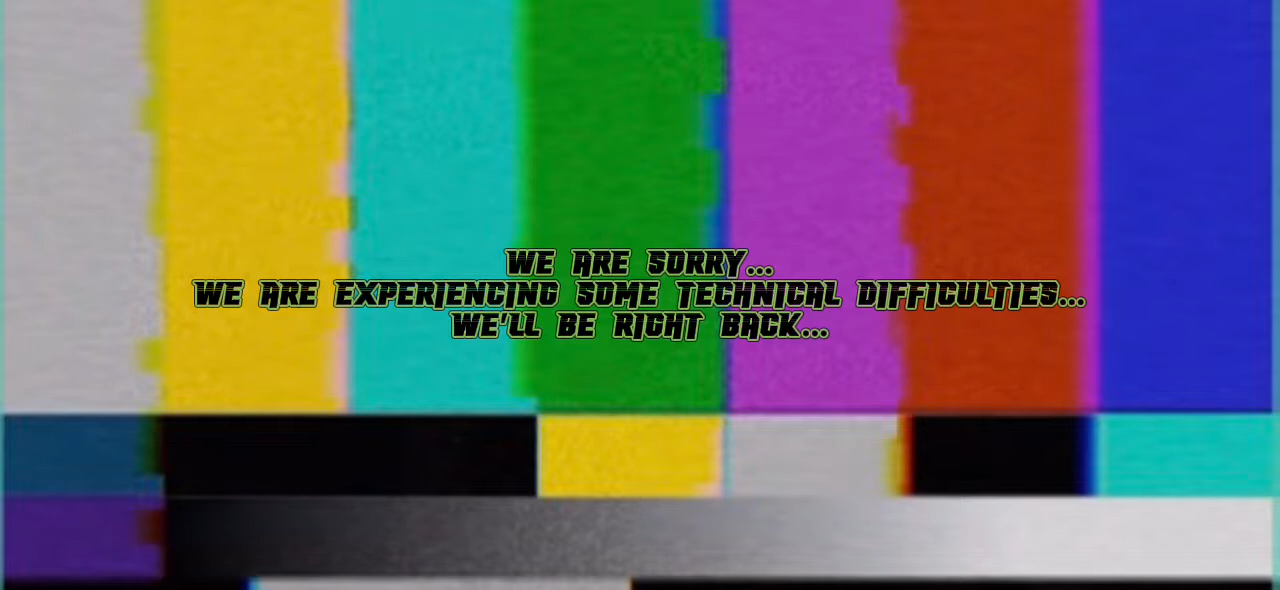 WE ARE SORRY...
WE ARE EXPERIENCING SOME TECHNICAL DIFFICULTIES...
WE'LL BE RIGHT BACK...